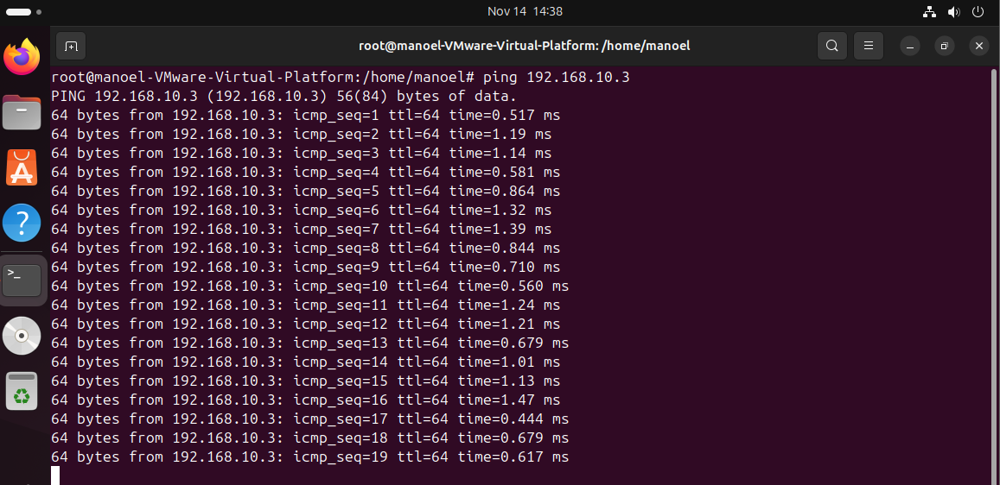 Nov 14 14:38
root@manoel-VMware-Virtual-Platform: /home/manoel
root@manoel-VMware-Virtual-Platform:/home/manoel# ping 192.168.10.3
PING 192.168.10.3 (192.168.10.3) 56(84) bytes of data.
64 bytes from 192.168.10.3: icmp_seq=1 ttl=64 time=0.517 ms
64 bytes from 192.168.10.3: icmp_seq=2 ttl=64 time=1.19 ms
64 bytes from 192.168.10.3: icmp_seq=3 ttl=64 time=1.14 ms
64 bytes from 192.168.10.3: icmp_seq=4 ttl=64 time=0.581 ms
64 bytes from 192.168.10.3: icmp_seq=5 ttl=64 time=0.864 ms
64 bytes from 192.168.10.3: icmp_seq=6 ttl=64 time=1.32 ms
64 bytes from 192.168.10.3: icmp_seq=7 ttl=64 time=1.39 ms
64 bytes from 192.168.10.3: icmp_seq=8 ttl=64 time=0.844 ms
64 bytes from 192.168.10.3: icmp_seq=9 ttl=64 time=0.710 ms
64 bytes from 192.168.10.3: icmp_seq=10 ttl=64 time=0.560 ms
64 bytes from 192.168.10.3: icmp_seq=11 ttl=64 time=1.24 ms
64 bytes from 192.168.10.3: icmp_seq=12 ttl=64 time=1.21 ms
64 bytes from 192.168.10.3: icmp_seq=13 ttl=64 time=0.679 ms
64 bytes from 192.168.10.3: icmp_seq=14 ttl=64 time=1.01 ms
64 bytes from 192.168.10.3: icmp_seq=15 ttl=64 time=1.13 ms
64 bytes from 192.168.10.3: icmp_seq=16 ttl=64 time=1.47 ms
64 bytes from 192.168.10.3: icmp_seq=17 ttl=64 time=0.444 ms
64 bytes from 192.168.10.3: icmp_seq=18 ttl=64 time=0.679 ms
64 bytes from 192.168.10.3: icmp_seq=19 ttl=64 time=0.617 ms